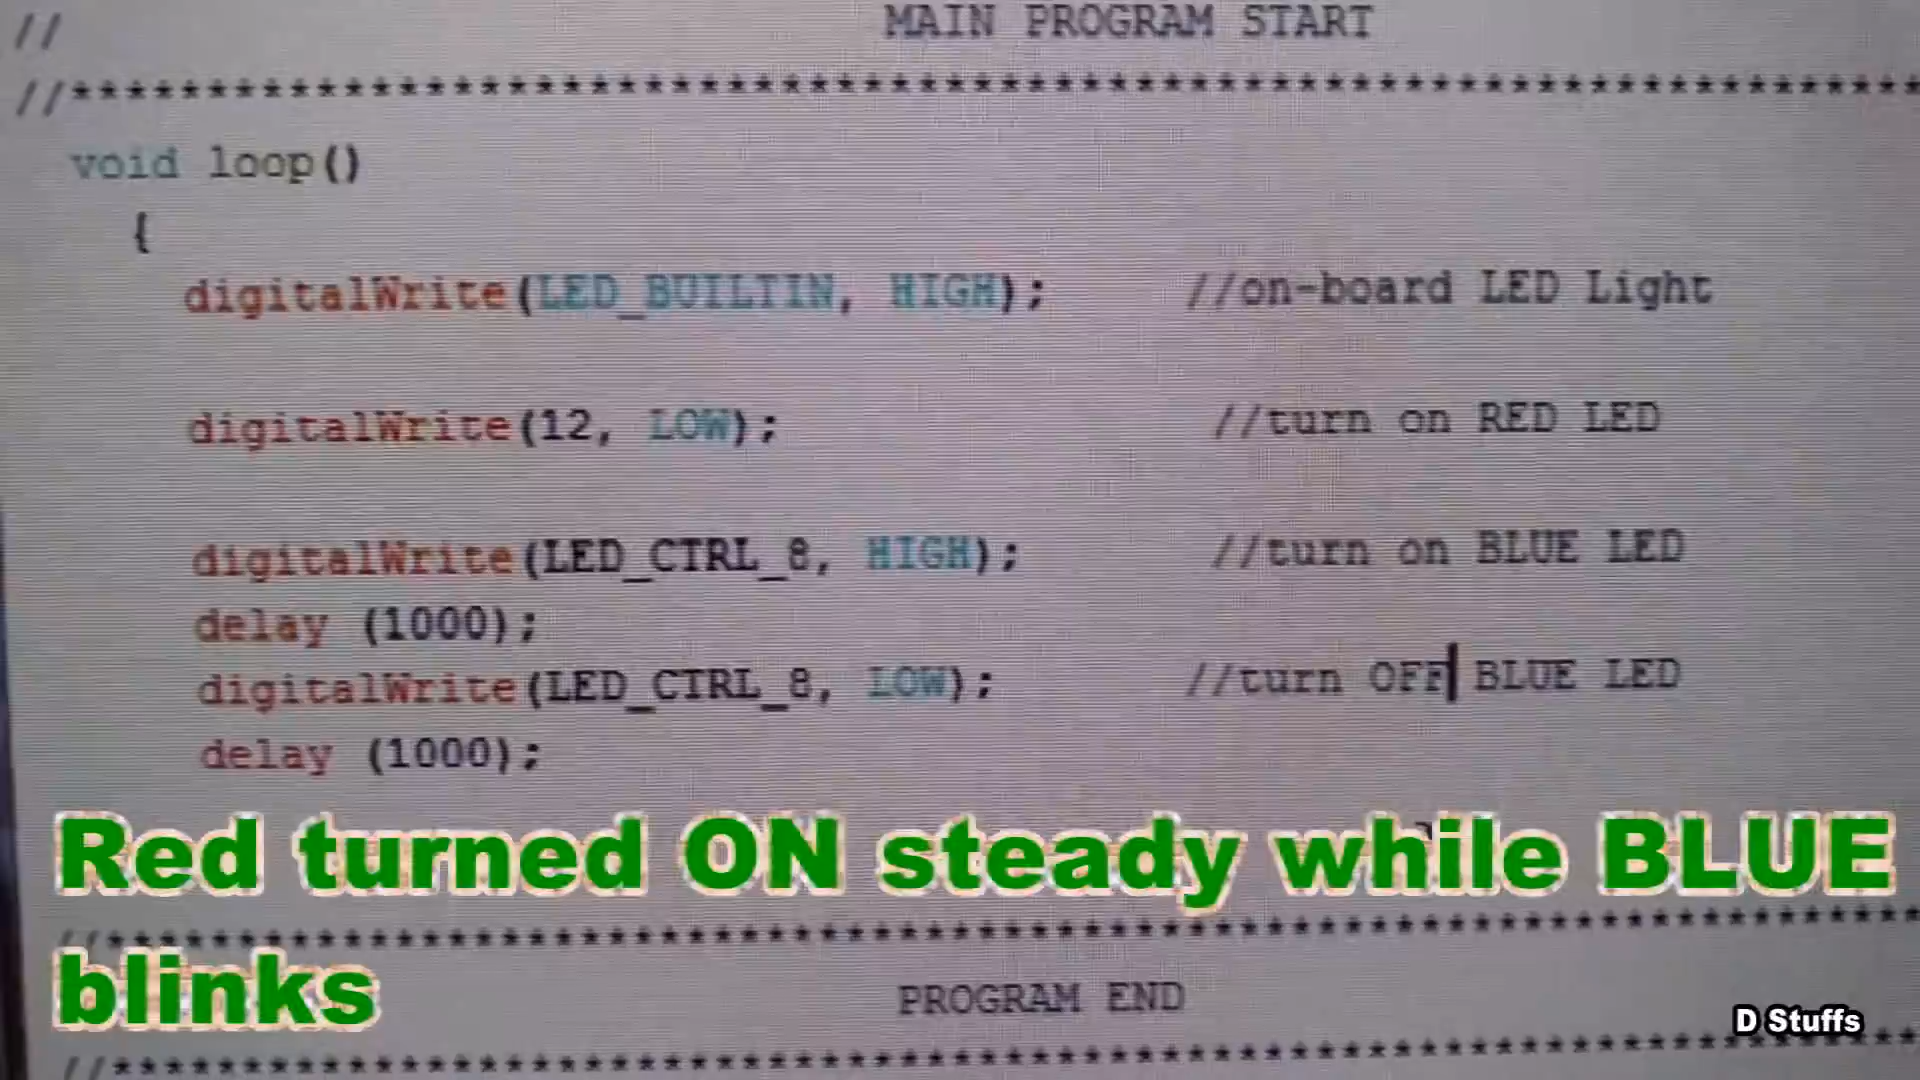 // MAIN PROGRAM START
//********************************************************************
void loop()
{
digitalWrite(LED_BUILTIN, HIGH); //on-board LED Light
digitalWrite(12, LOW); //turn on RED LED
digitalWrite(LED_CTRL_8, HIGH); //turn on BLUE LED
delay (1000);
digitalWrite(LED_CTRL_8, LOW); //turn OFF BLUE LED
delay (1000);
Red turned ON steady while BLUE
//********************************************************************
blinks
PROGRAM END
D Stuffs
//********************************************************************